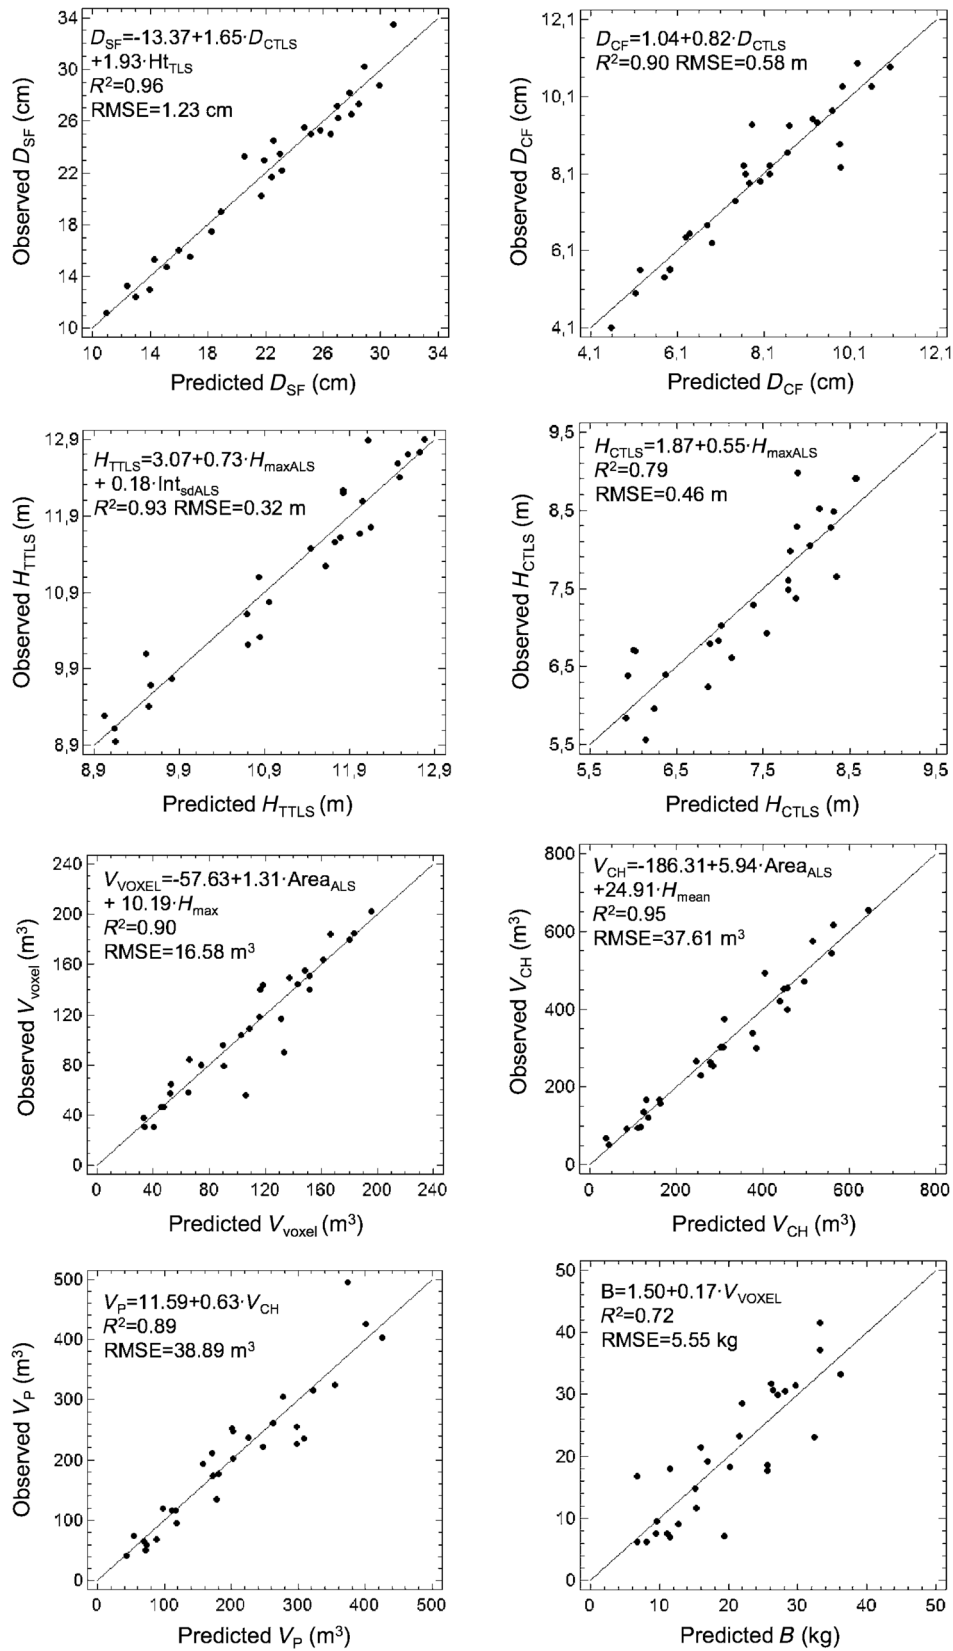 D_SF=-13.37+1.65·D_CTLS
+1.93·Ht_TLS
R²=0.96
RMSE=1.23 cm
34
30
26
22
18
14
10
Observed D_SF (cm)
10 14 18 22 26 30 34
Predicted D_SF (cm)
D_CF=1.04+0.82·D_CTLS
R²=0.90 RMSE=0.58 m
12,1
10,1
8,1
6,1
4,1
Observed D_CF (cm)
4,1 6,1 8,1 10,1 12,1
Predicted D_CF (cm)
H_TTLS=3.07+0.73·H_maxALS
+ 0.18·Int_sdALS
R²=0.93 RMSE=0.32 m
12,9
11,9
10,9
9,9
8,9
Observed H_TTLS (m)
8,9 9,9 10,9 11,9 12,9
Predicted H_TTLS (m)
H_CTLS=1.87+0.55·H_maxALS
R²=0.79
RMSE=0.46 m
9,5
8,5
7,5
6,5
5,5
Observed H_CTLS (m)
5,5 6,5 7,5 8,5 9,5
Predicted H_CTLS (m)
V_VOXEL=-57.63+1.31·Area_ALS
+ 10.19·H_max
R²=0.90
RMSE=16.58 m³
240
200
160
120
80
40
0
Observed V_voxel (m³)
0 40 80 120 160 200 240
Predicted V_voxel (m³)
V_CH=-186.31+5.94·Area_ALS
+24.91·H_mean
R²=0.95
RMSE=37.61 m³
800
600
400
200
0
Observed V_CH (m³)
0 200 400 600 800
Predicted V_CH (m³)
V_P=11.59+0.63·V_CH
R²=0.89
RMSE=38.89 m³
500
400
300
200
100
0
Observed V_P (m³)
0 100 200 300 400 500
Predicted V_P (m³)
B=1.50+0.17·V_VOXEL
R²=0.72
RMSE=5.55 kg
50
40
30
20
10
0
Observed B (kg)
0 10 20 30 40 50
Predicted B (kg)